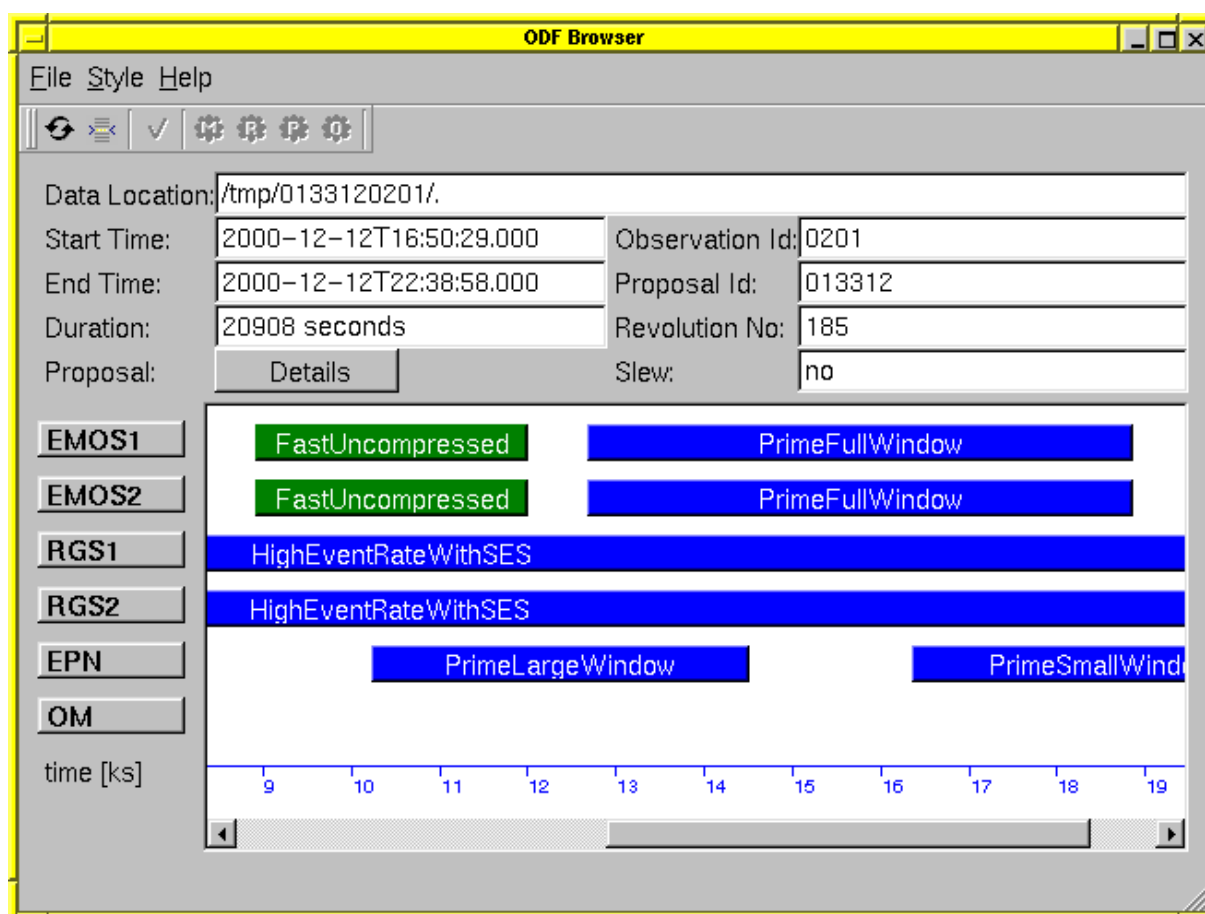 ODF Browser
File Style Help
Data Location: /tmp/0133120201/.
Start Time: 2000-12-12T16:50:29.000 Observation Id: 0201
End Time: 2000-12-12T22:38:58.000 Proposal Id: 013312
Duration: 20908 seconds Revolution No: 185
Proposal: Details Slew: no
EMOS1 FastUncompressed PrimeFullWindow
EMOS2 FastUncompressed PrimeFullWindow
RGS1 HighEventRateWithSES
RGS2 HighEventRateWithSES
EPN PrimeLargeWindow PrimeSmallWind
OM
time [ks] 9 10 11 12 13 14 15 16 17 18 19